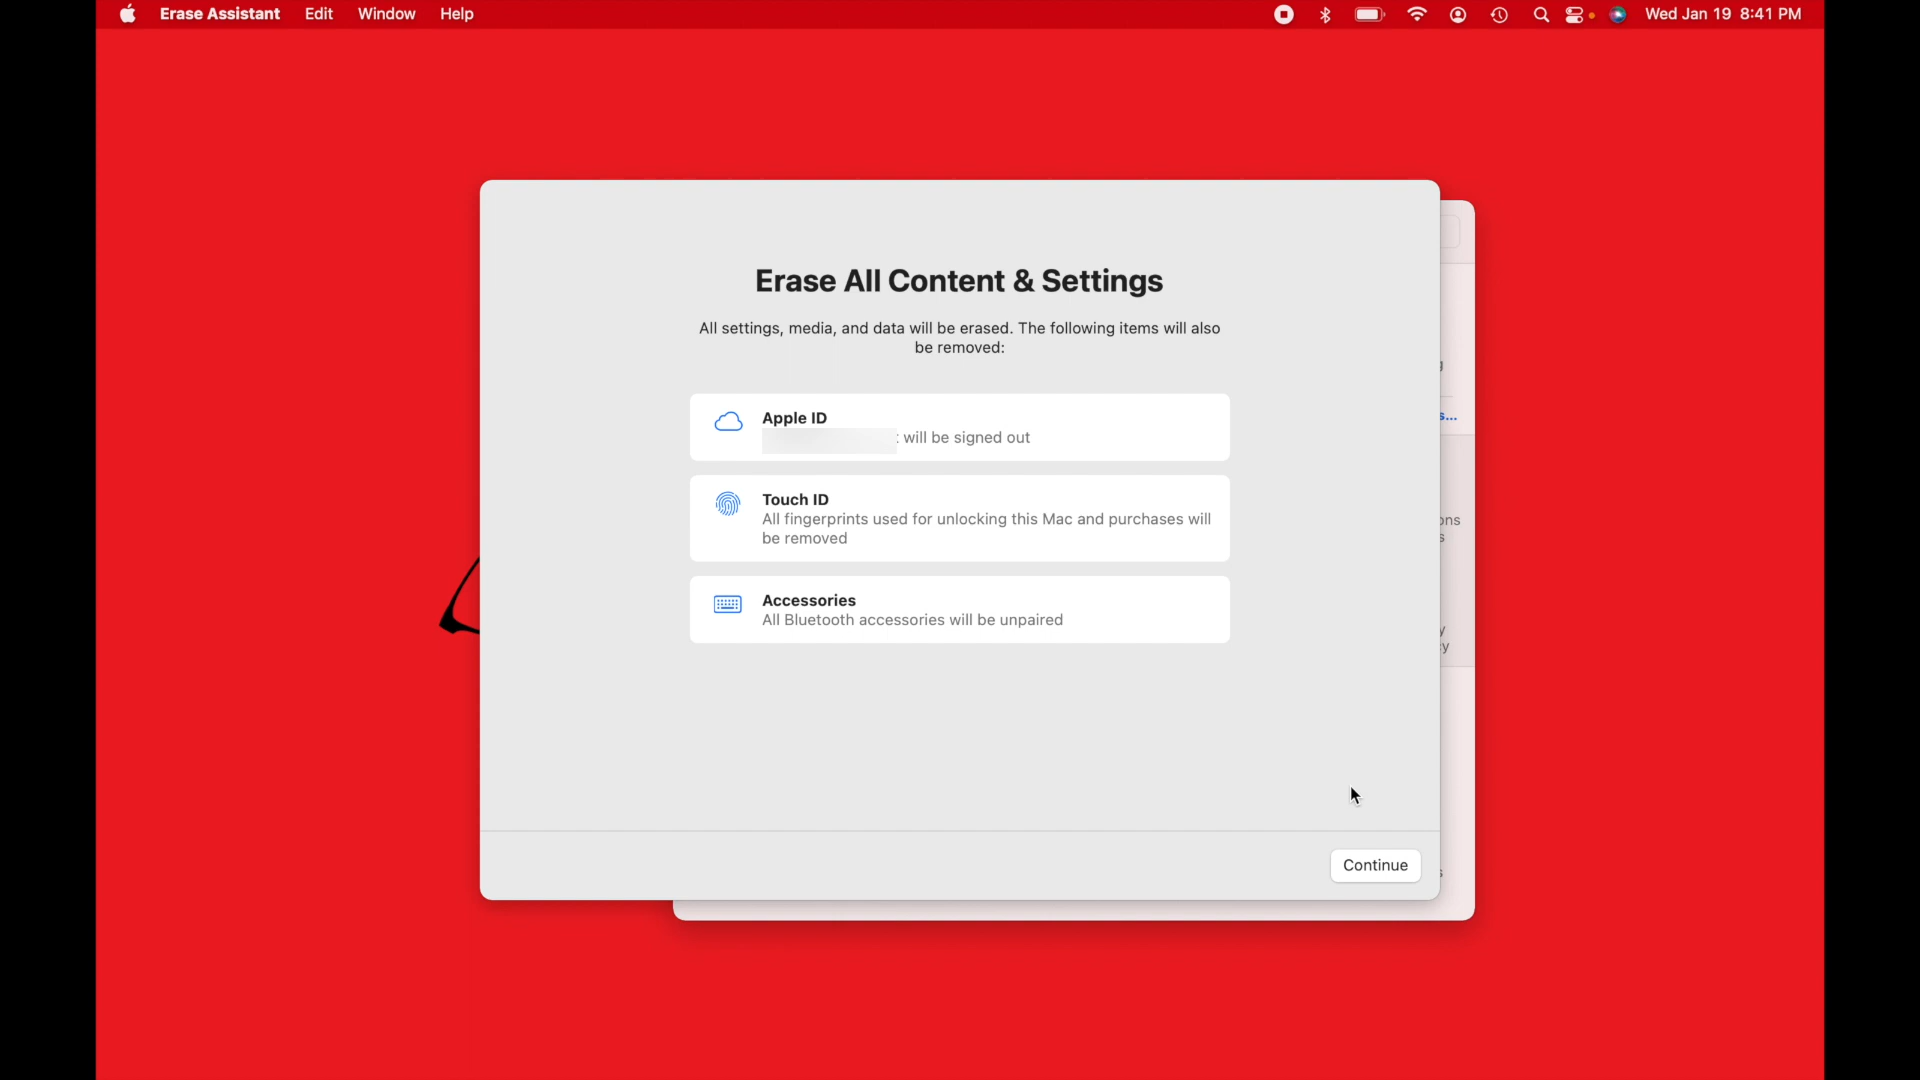 Erase Assistant Edit Window Help Wed Jan 19 8:41 PM
Erase All Content & Settings
All settings, media, and data will be erased. The following items will also
be removed:
Apple ID
will be signed out
Touch ID
All fingerprints used for unlocking this Mac and purchases will
be removed
Accessories
All Bluetooth accessories will be unpaired
Continue